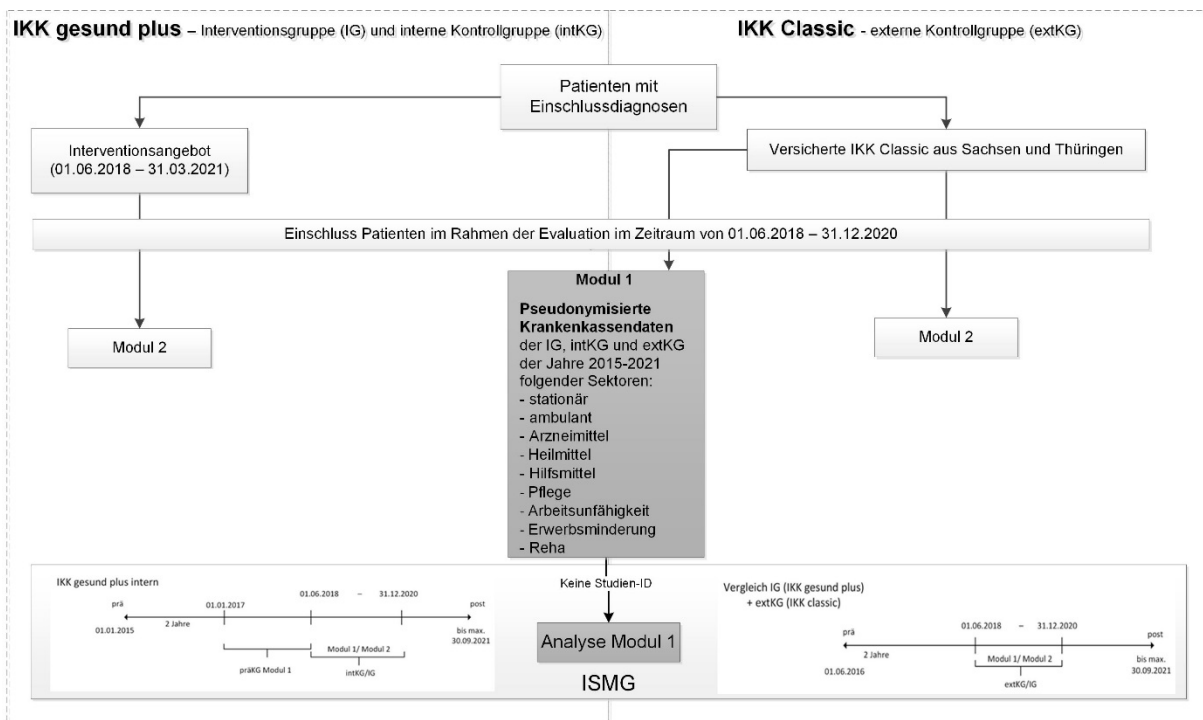 IKK gesund plus – Interventionsgruppe (IG) und interne Kontrollgruppe (intKG)
IKK Classic - externe Kontrollgruppe (extKG)
Patienten mit
Einschlussdiagnosen
Interventionsangebot
(01.06.2018 – 31.03.2021)
Versicherte IKK Classic aus Sachsen und Thüringen
Einschluss Patienten im Rahmen der Evaluation im Zeitraum von 01.06.2018 – 31.12.2020
Modul 2
Modul 1
Pseudonymisierte
Krankenkassendaten
der IG, intKG und extKG
der Jahre 2015-2021
folgender Sektoren:
- stationär
- ambulant
- Arzneimittel
- Heilmittel
- Hilfsmittel
- Pflege
- Arbeitsunfähigkeit
- Erwerbsminderung
- Reha
Modul 2
Keine Studien-ID
Analyse Modul 1
ISMG
IKK gesund plus intern
prä
01.01.2017
01.06.2018 – 31.12.2020
post
01.01.2015
2 Jahre
bis max.
30.09.2021
präKG Modul 1
Modul 1/ Modul 2
intKG/IG
Vergleich IG (IKK gesund plus)
+ extKG (IKK classic)
prä
01.06.2018 – 31.12.2020
post
01.06.2016
2 Jahre
bis max.
30.09.2021
Modul 1/ Modul 2
extKG/IG